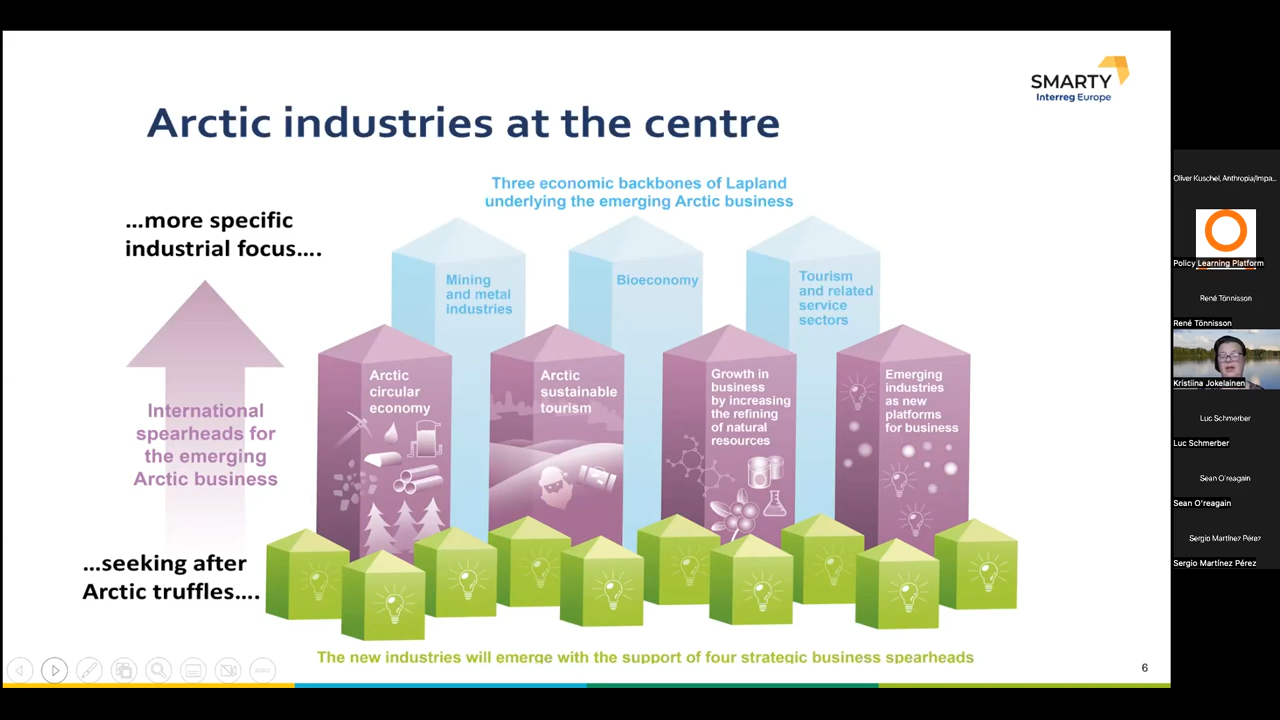 SMARTY
Interreg Europe
Arctic industries at the centre
Three economic backbones of Lapland
underlying the emerging Arctic business
...more specific
industrial focus....
Mining
and metal
industries
Bioeconomy
Tourism
and related
service
sectors
Arctic
circular
economy
Arctic
sustainable
tourism
Growth in
business
by increasing
the refining
of natural
resources
Emerging
industries
as new
platforms
for business
International
spearheads for
the emerging
Arctic business
...seeking after
Arctic truffles....
The new industries will emerge with the support of four strategic business spearheads
6
Oliver Kuschel, Anthropia/Impa...
Policy Learning Platform
René Tönnisson
René Tönnisson
Kristiina Jokelainen
Luc Schmerber
Luc Schmerber
Sean O'reagain
Sean O'reagain
Sergio Martínez Pérez
Sergio Martínez Pérez